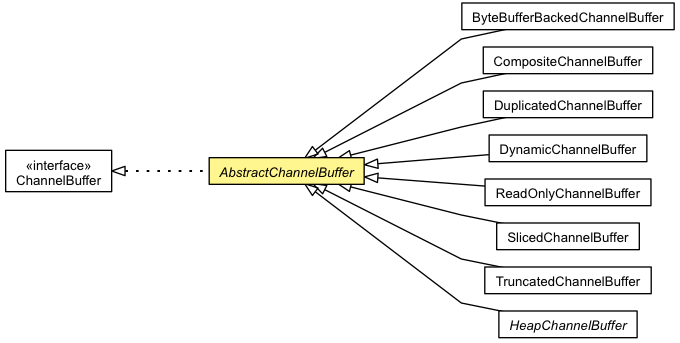 «interface»
ChannelBuffer
AbstractChannelBuffer
ByteBufferBackedChannelBuffer
CompositeChannelBuffer
DuplicatedChannelBuffer
DynamicChannelBuffer
ReadOnlyChannelBuffer
SlicedChannelBuffer
TruncatedChannelBuffer
HeapChannelBuffer